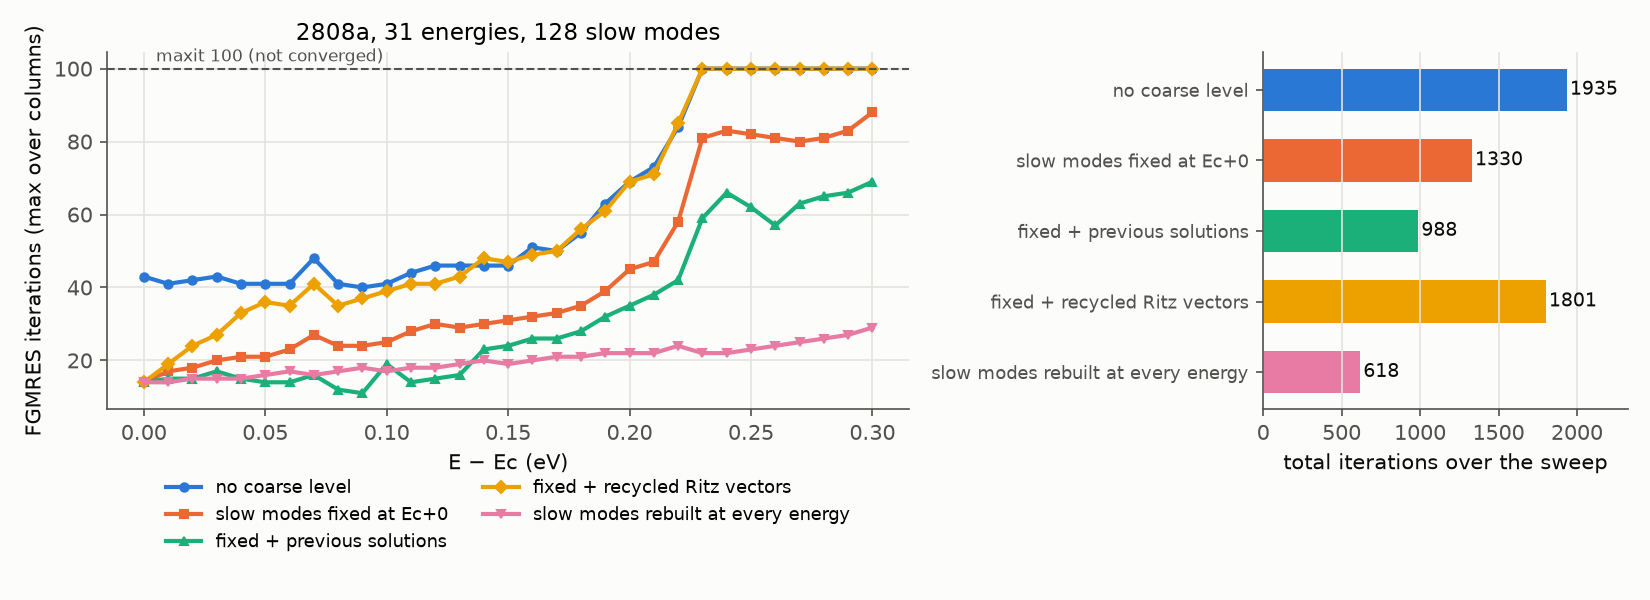 2808a, 31 energies, 128 slow modes
maxit 100 (not converged)
FGMRES iterations (max over columns)
100
80
60
40
20
0.00 0.05 0.10 0.15 0.20 0.25 0.30
E − Ec (eV)
no coarse level
slow modes fixed at Ec+0
fixed + previous solutions
fixed + recycled Ritz vectors
slow modes rebuilt at every energy
no coarse level 1935
slow modes fixed at Ec+0 1330
fixed + previous solutions 988
fixed + recycled Ritz vectors 1801
slow modes rebuilt at every energy 618
0 500 1000 1500 2000
total iterations over the sweep